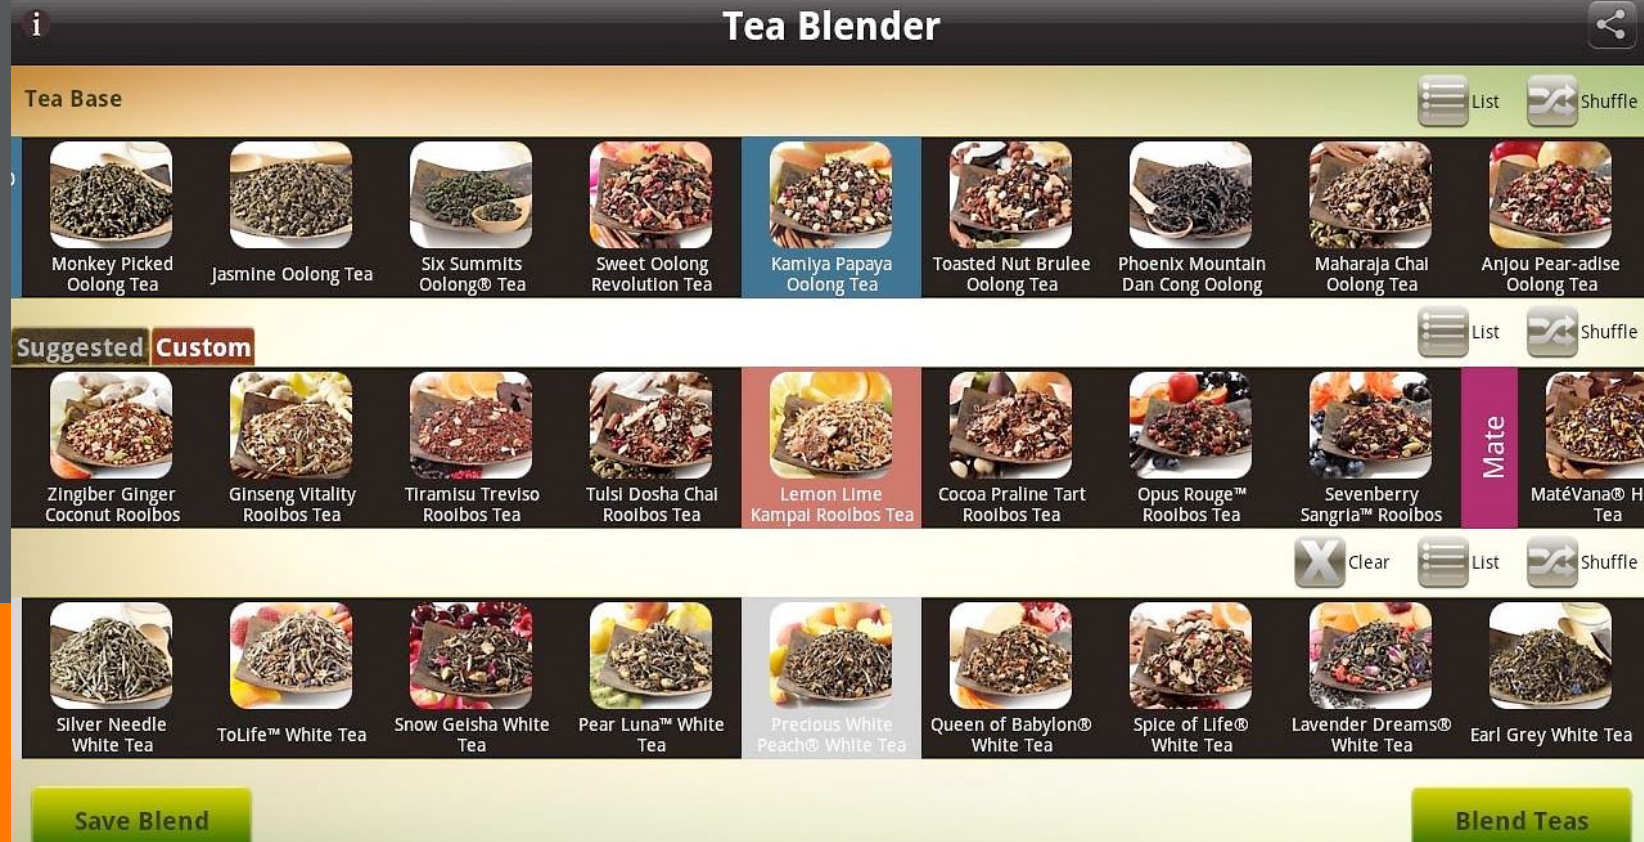 i
Tea Blender
Tea Base
List
Shuffle
Monkey Picked
Oolong Tea
Jasmine Oolong Tea
Six Summits
Oolong® Tea
Sweet Oolong
Revolution Tea
Kamiya Papaya
Oolong Tea
Toasted Nut Brulee
Oolong Tea
Phoenix Mountain
Dan Cong Oolong
Maharaja Chai
Oolong Tea
Anjou Pear-adise
Oolong Tea
Suggested
Custom
List
Shuffle
Zingiber Ginger
Coconut Rooibos
Ginseng Vitality
Rooibos Tea
Tiramisu Treviso
Rooibos Tea
Tulsi Dosha Chai
Rooibos Tea
Lemon Lime
Kampai Rooibos Tea
Cocoa Praline Tart
Rooibos Tea
Opus Rouge™
Rooibos Tea
Sevenberry
Sangria™ Rooibos
Mate
MatéVana® H
Tea
X
Clear
List
Shuffle
Silver Needle
White Tea
ToLife™ White Tea
Snow Geisha White
Tea
Pear Luna™ White
Tea
Precious White
Peach® White Tea
Queen of Babylon®
White Tea
Spice of Life®
White Tea
Lavender Dreams®
White Tea
Earl Grey White Tea
Save Blend
Blend Teas